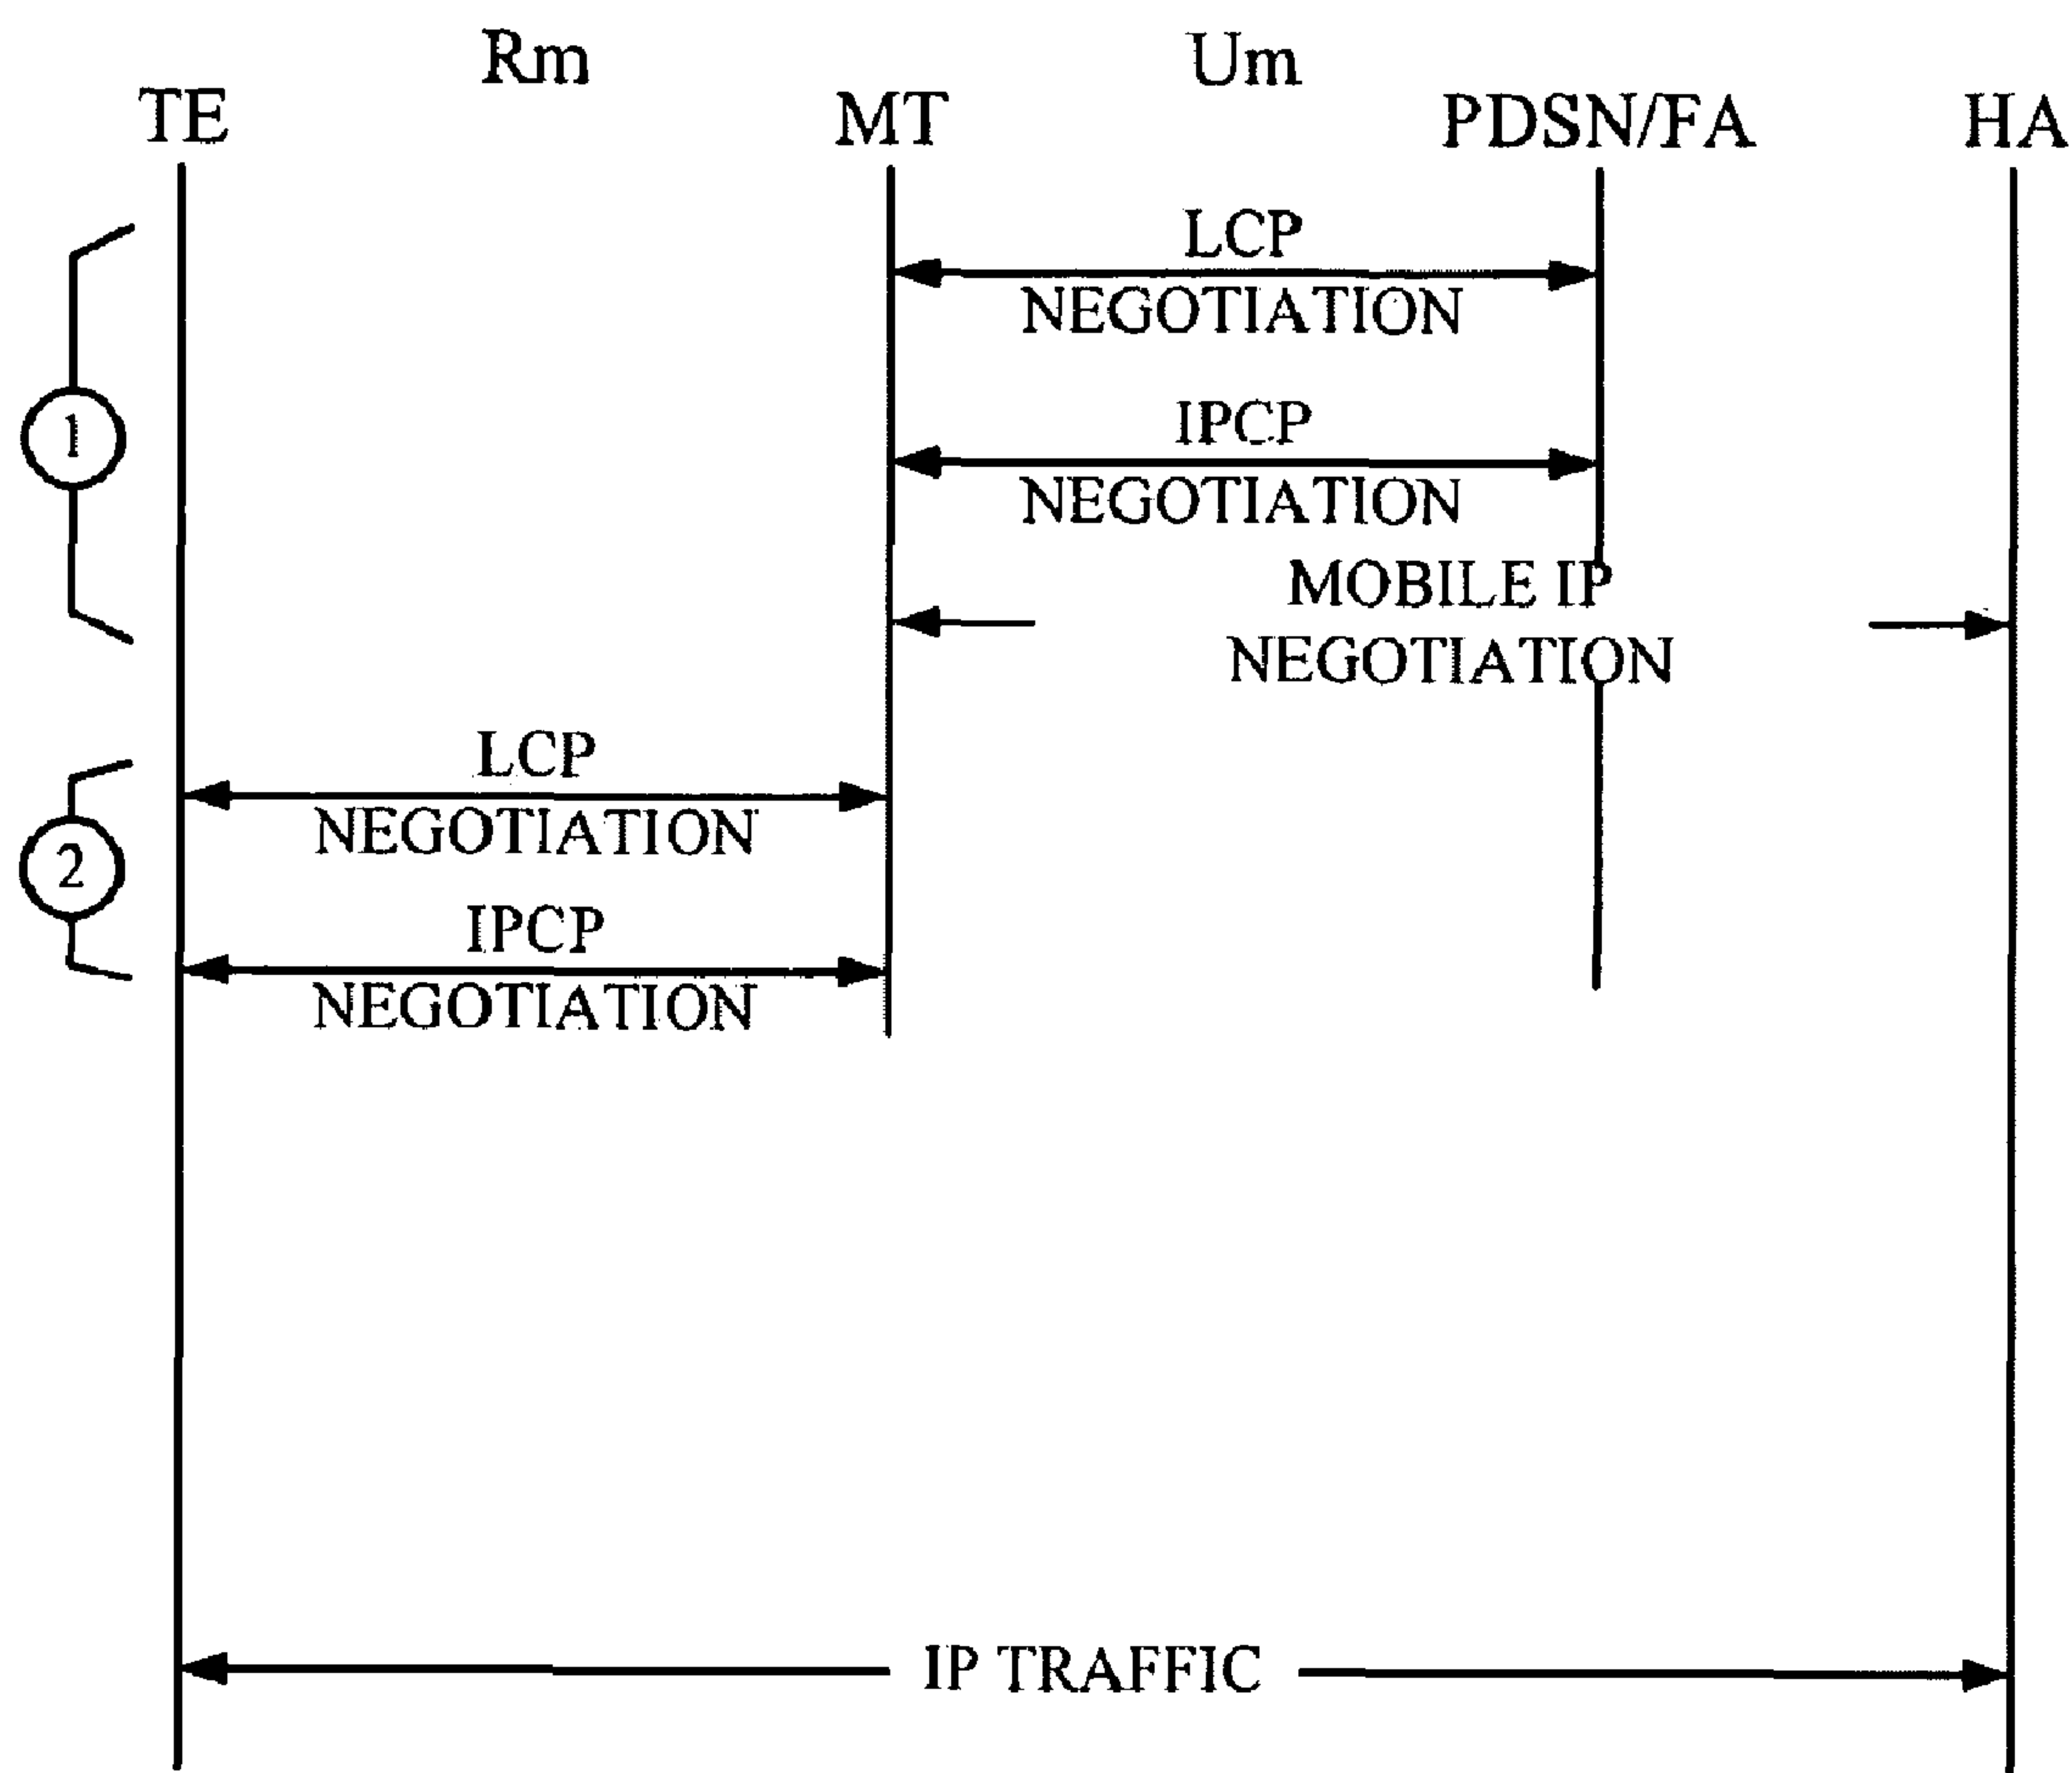 Rm
Um
TE
MT
PDSN/FA
HA
LCP
NEGOTIATION
1
IPCP
NEGOTIATION
MOBILE IP
NEGOTIATION
LCP
NEGOTIATION
2
IPCP
NEGOTIATION
IP TRAFFIC